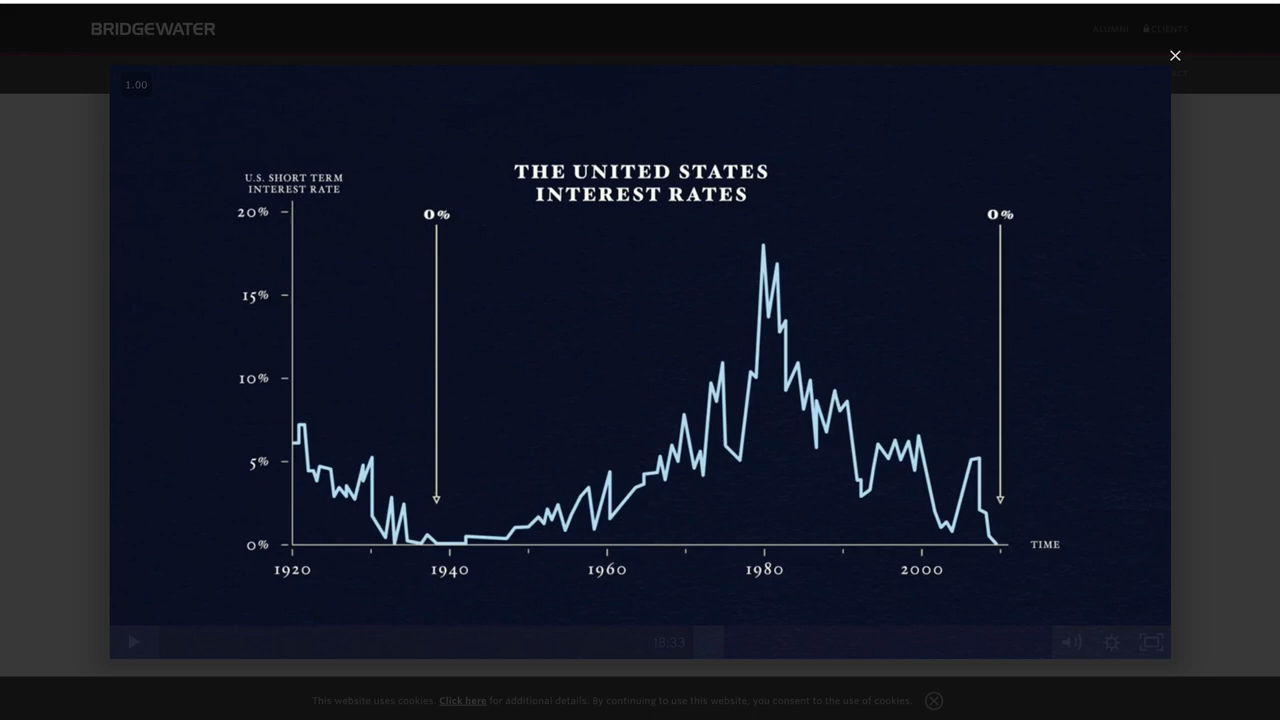 BRIDGEWATER
ALUMNI
CLIENTS
1.00
THE UNITED STATES
INTEREST RATES
U.S. SHORT TERM
INTEREST RATE
0%
0%
20%
15%
10%
5%
0%
TIME
1920
1940
1960
1980
2000
18:33
This website uses cookies. Click here for additional details. By continuing to use this website, you consent to the use of cookies.